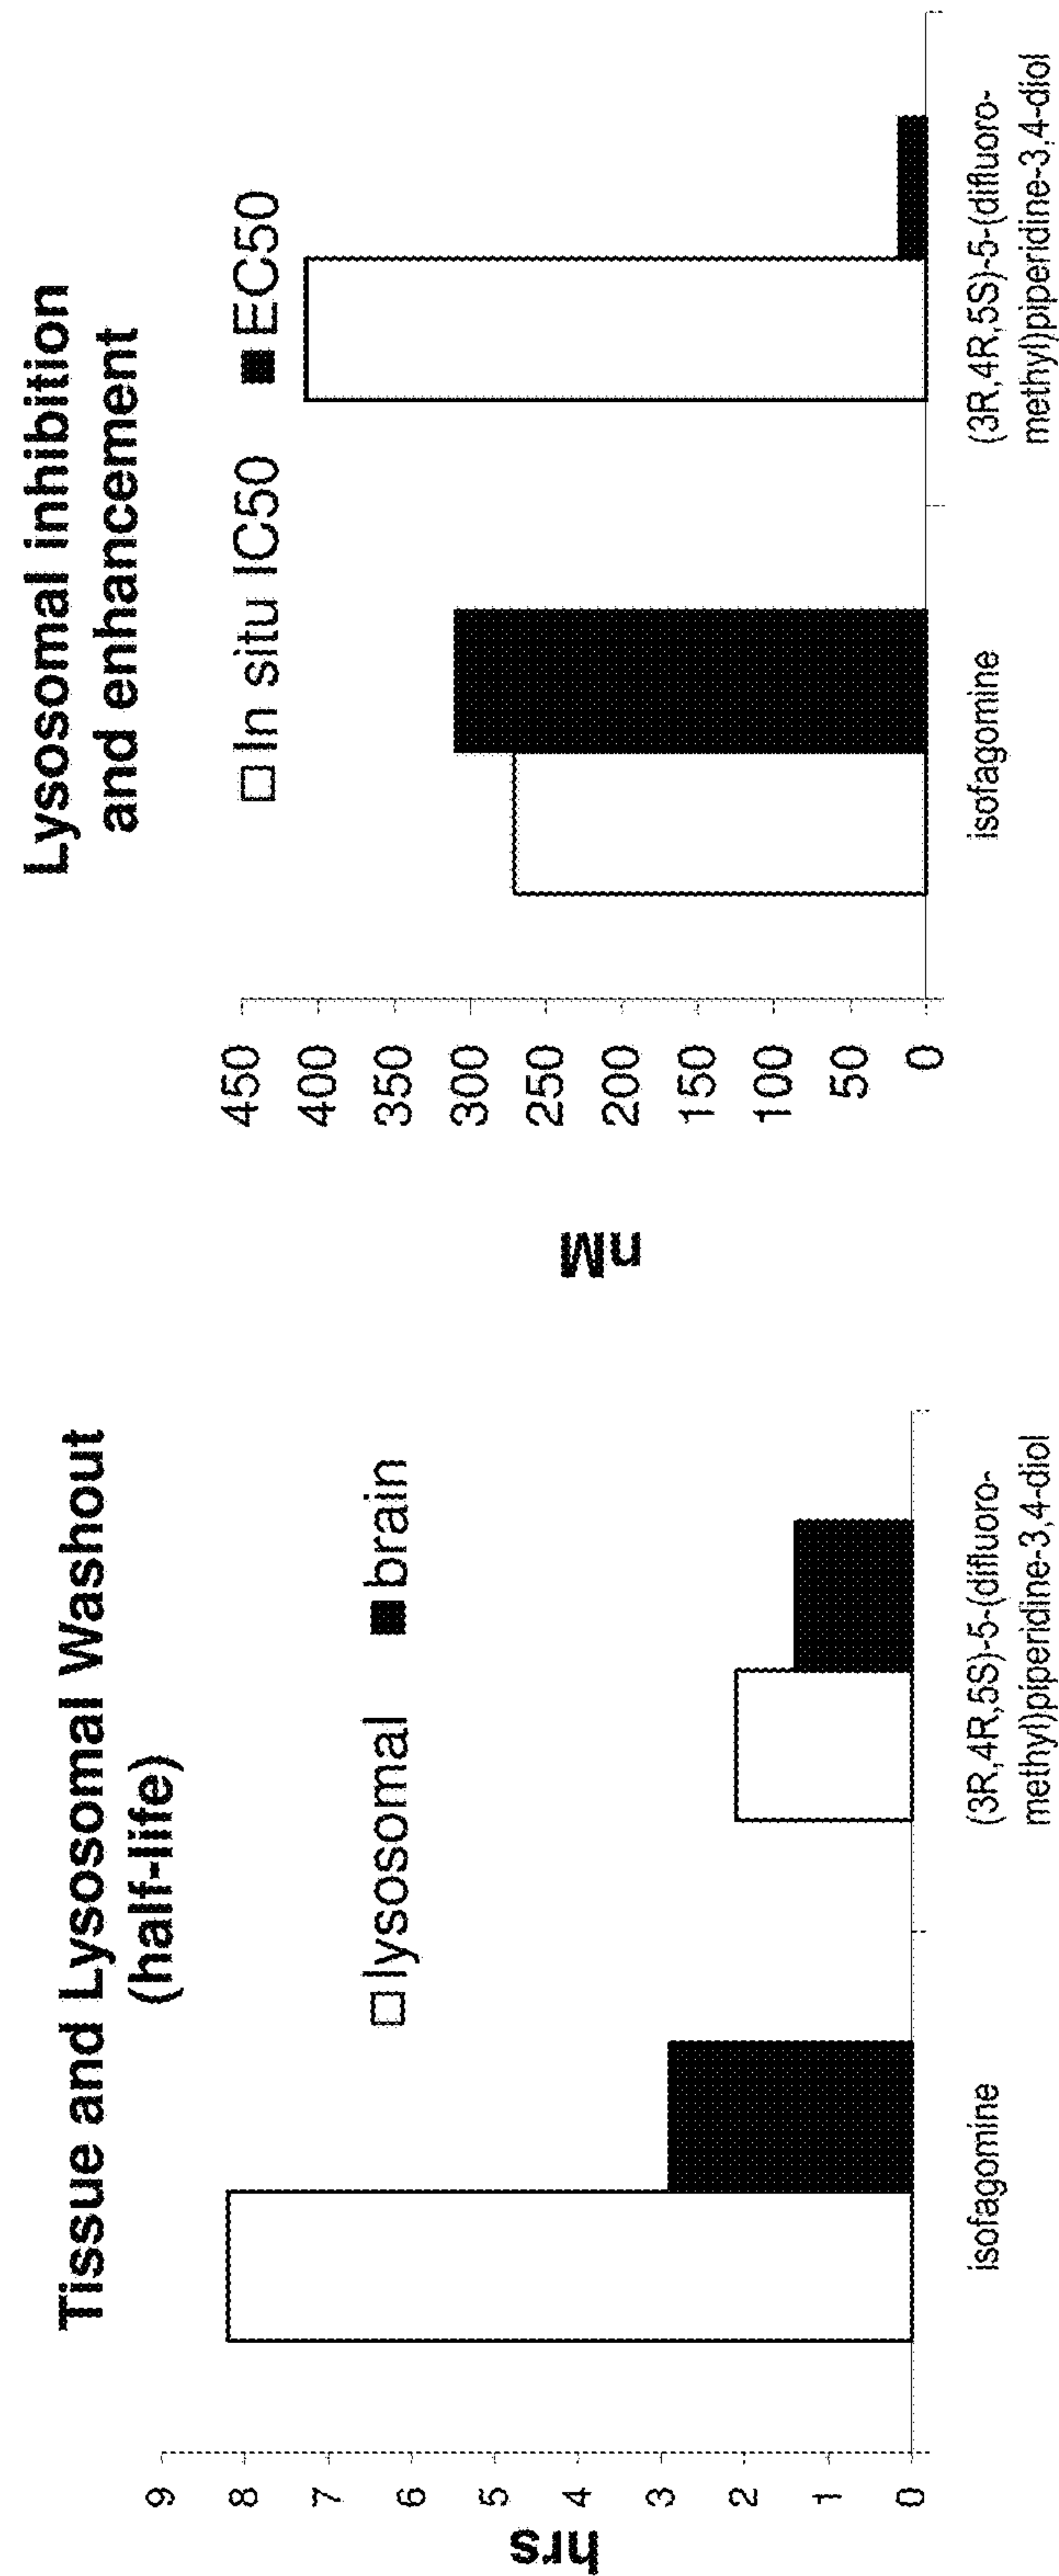 Tissue and Lysosomal Washout
(half-life)
lysosomal brain
hrs
9
8
7
6
5
4
3
2
1
0
isofagomine
(3R,4R,5S)-5-(difluoro-
methyl)piperidine-3,4-diol
Lysosomal inhibition
and enhancement
In situ IC50 EC50
nM
450
400
350
300
250
200
150
100
50
0
isofagomine
(3R,4R,5S)-5-(difluoro-
methyl)piperidine-3,4-diol